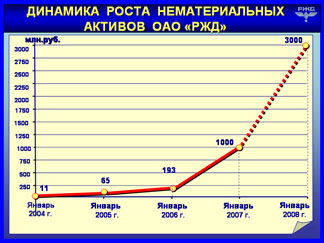 ДИНАМИКА РОСТА НЕМАТЕРИАЛЬНЫХ
АКТИВОВ ОАО «РЖД»
РЖД
млн.руб.
3000
3000
2750
2500
2250
2000
1750
1500
1250
1000
1000
750
500
193
250
65
11
Январь
2004 г.
Январь
2005 г.
Январь
2006 г.
Январь
2007 г.
Январь
2008 г.